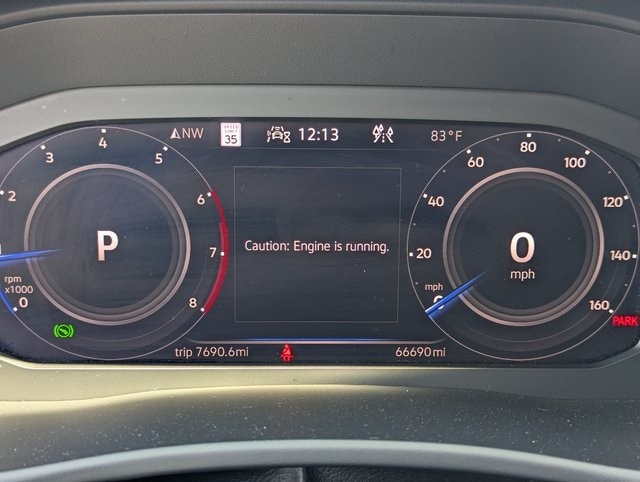 NW
SPEED LIMIT 35
12:13
83°F
2 3 4 5 6 7 8
rpm x1000
0
P
Caution: Engine is running.
0 20 40 60 80 100 120 140 160
mph
0
mph
PARK
trip 7690.6mi
66690mi